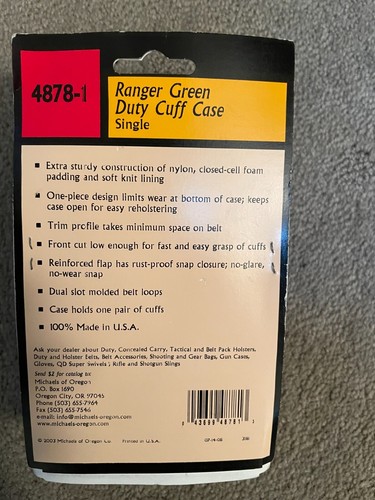 4878-1
Ranger Green
Duty Cuff Case
Single
▪ Extra sturdy construction of nylon, closed-cell foam
padding and soft knit lining
▪ One-piece design limits wear at bottom of case; keeps
case open for easy reholstering
▪ Trim profile takes minimum space on belt
▪ Front cut low enough for fast and easy grasp of cuffs
▪ Reinforced flap has rust-proof snap closure; no-glare,
no-wear snap
▪ Dual slot molded belt loops
▪ Case holds one pair of cuffs
▪ 100% Made in U.S.A.
Ask your dealer about Duty, Concealed Carry, Tactical and Belt Pack Holsters,
Duty and Holster Belts, Belt Accessories, Shooting and Gear Bags, Gun Cases,
Gloves, QD Super Swivels, Rifle and Shotgun Slings
Send $2 for catalog to:
Michaels of Oregon
P.O. Box 1690
Oregon City, OR 97045
Phone (503) 655-7964
Fax (503) 655-7546
e-mail: info@michaels-oregon.com
www.michaels-oregon.com
© 2003 Michaels of Oregon Co. Printed in U.S.A.
0 43699 48781 1